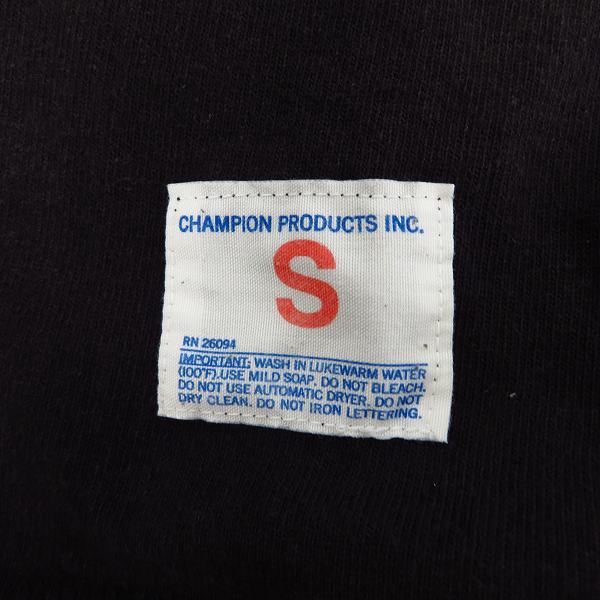 CHAMPION PRODUCTS INC.
S
RN 26094
IMPORTANT: WASH IN LUKEWARM WATER
(100°F). USE MILD SOAP. DO NOT BLEACH.
DO NOT USE AUTOMATIC DRYER. DO NOT
DRY CLEAN. DO NOT IRON LETTERING.